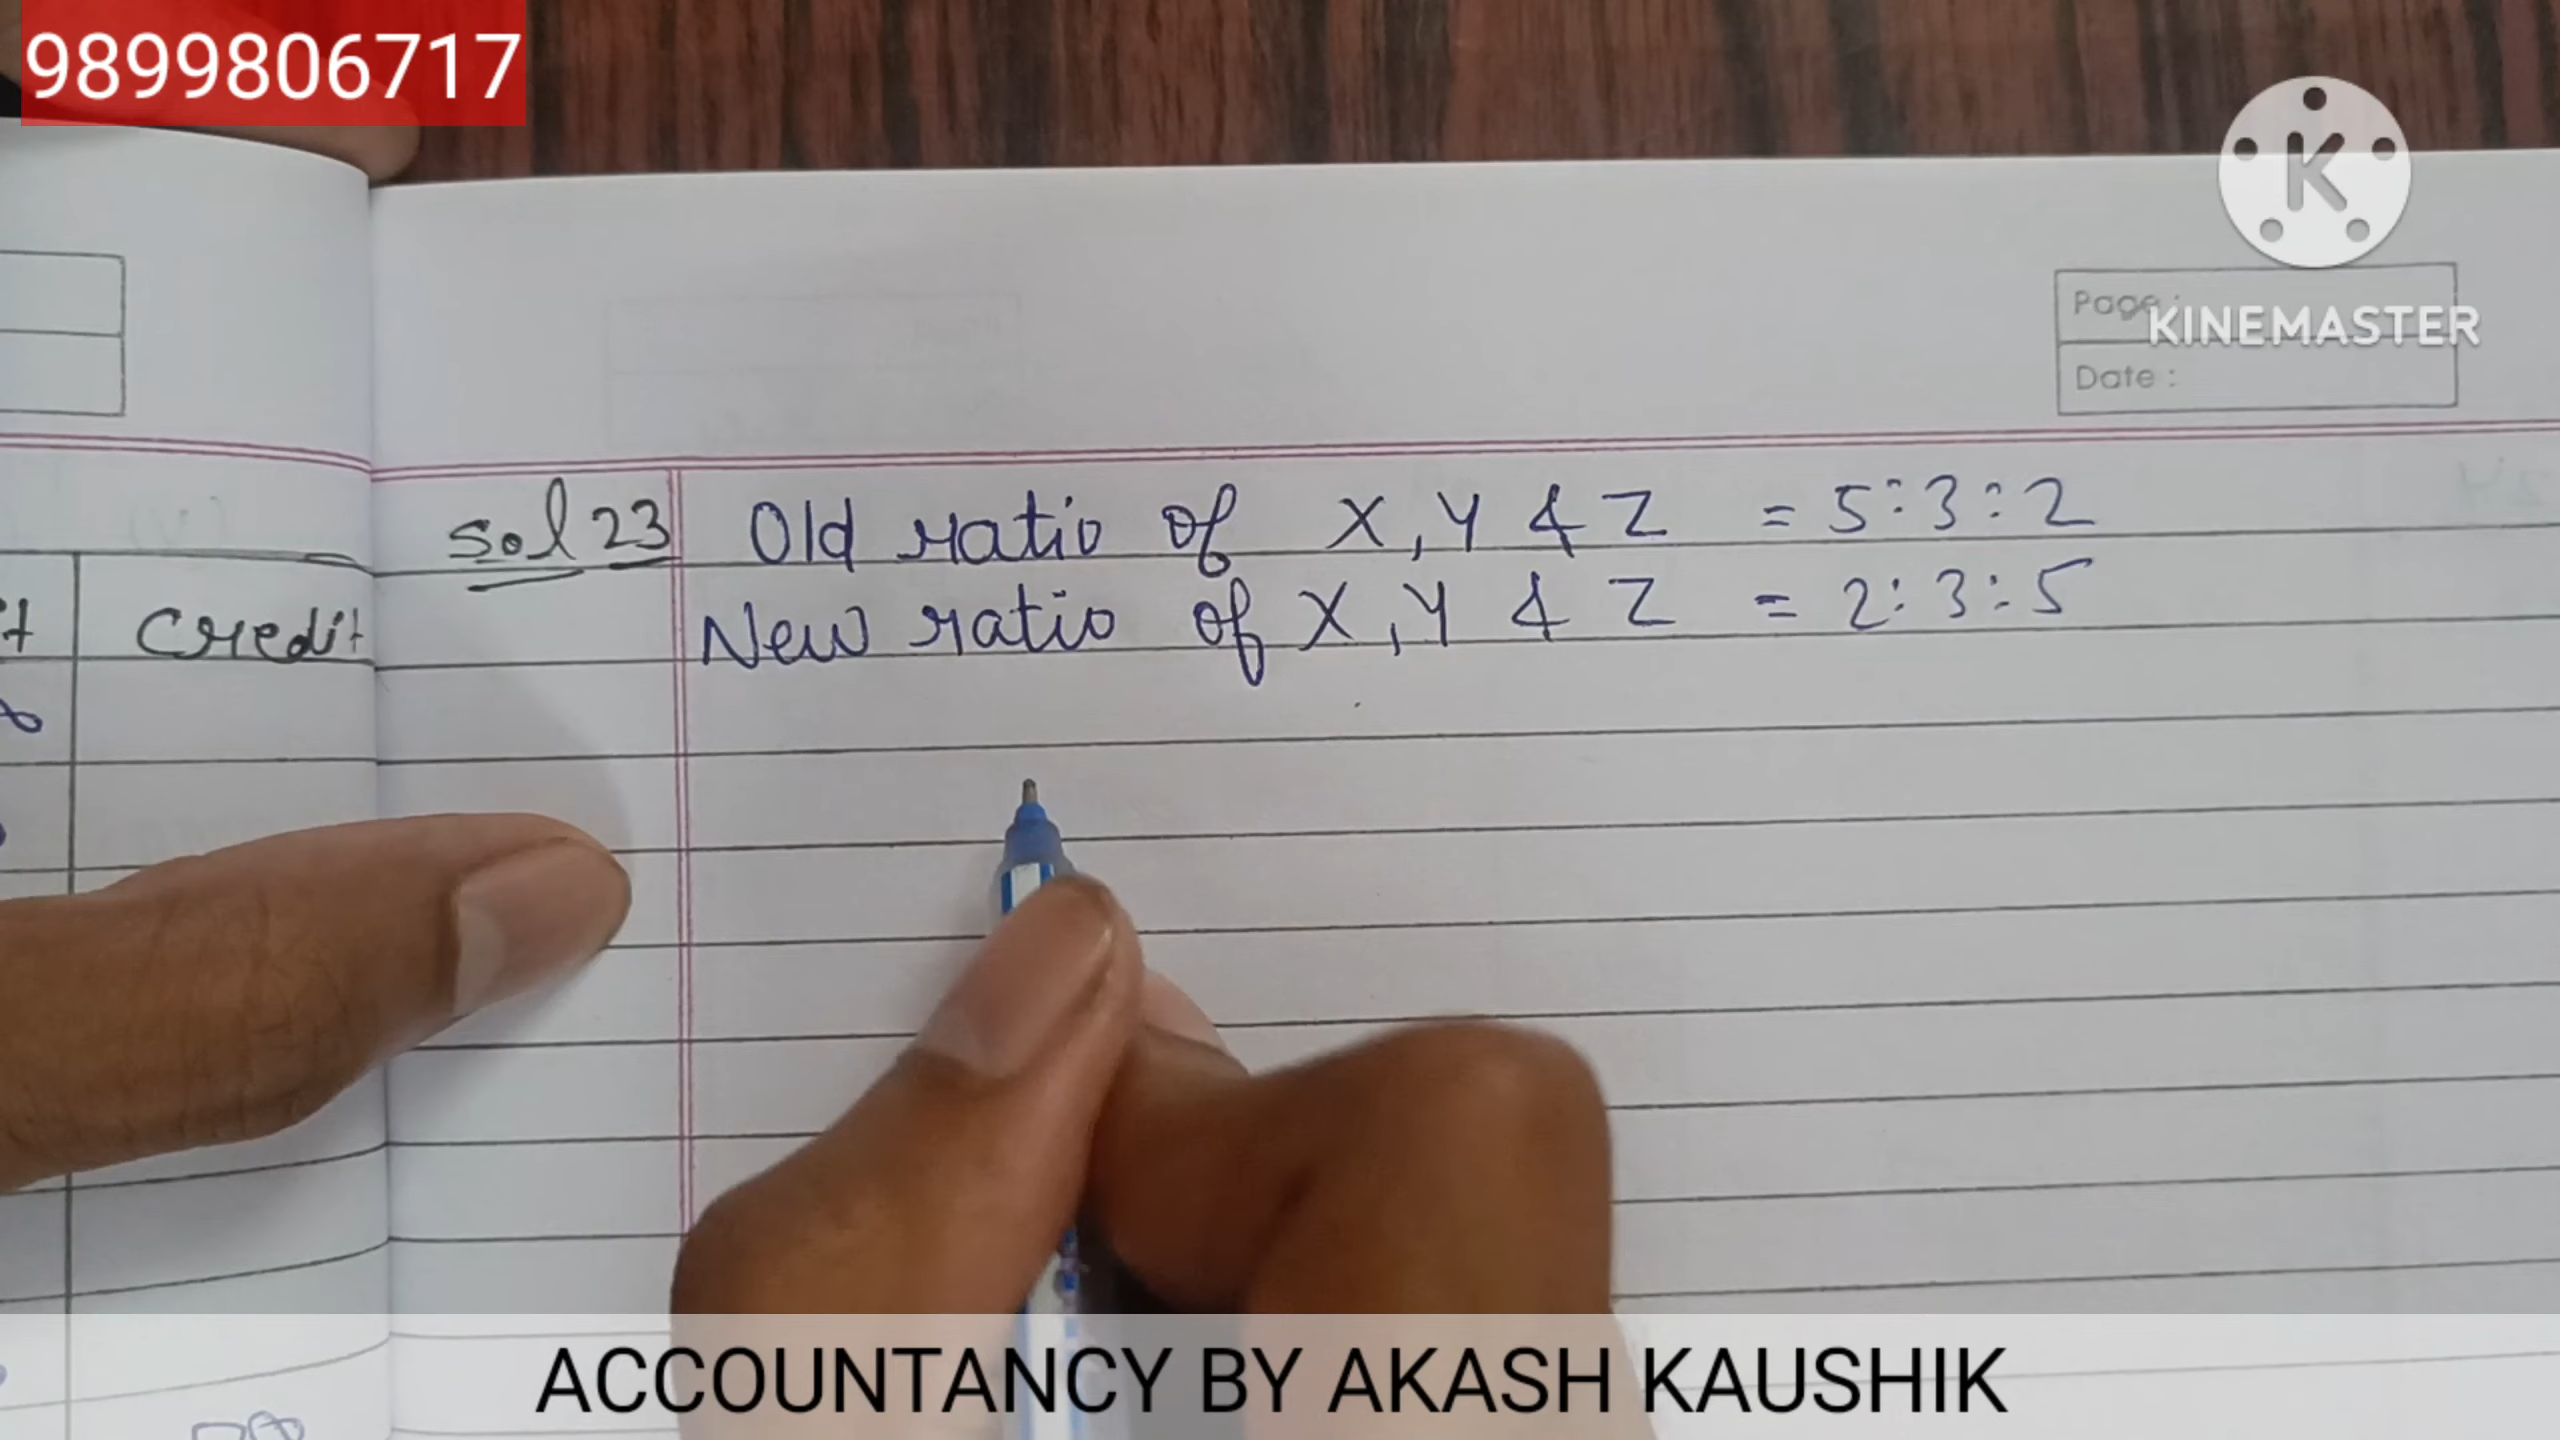 9899806717
KINEMASTER
Page :
Date :
Sol 23 Old ratio of X, Y & Z = 5:3:2
New ratio of X, Y & Z = 2:3:5
Credit
ACCOUNTANCY BY AKASH KAUSHIK